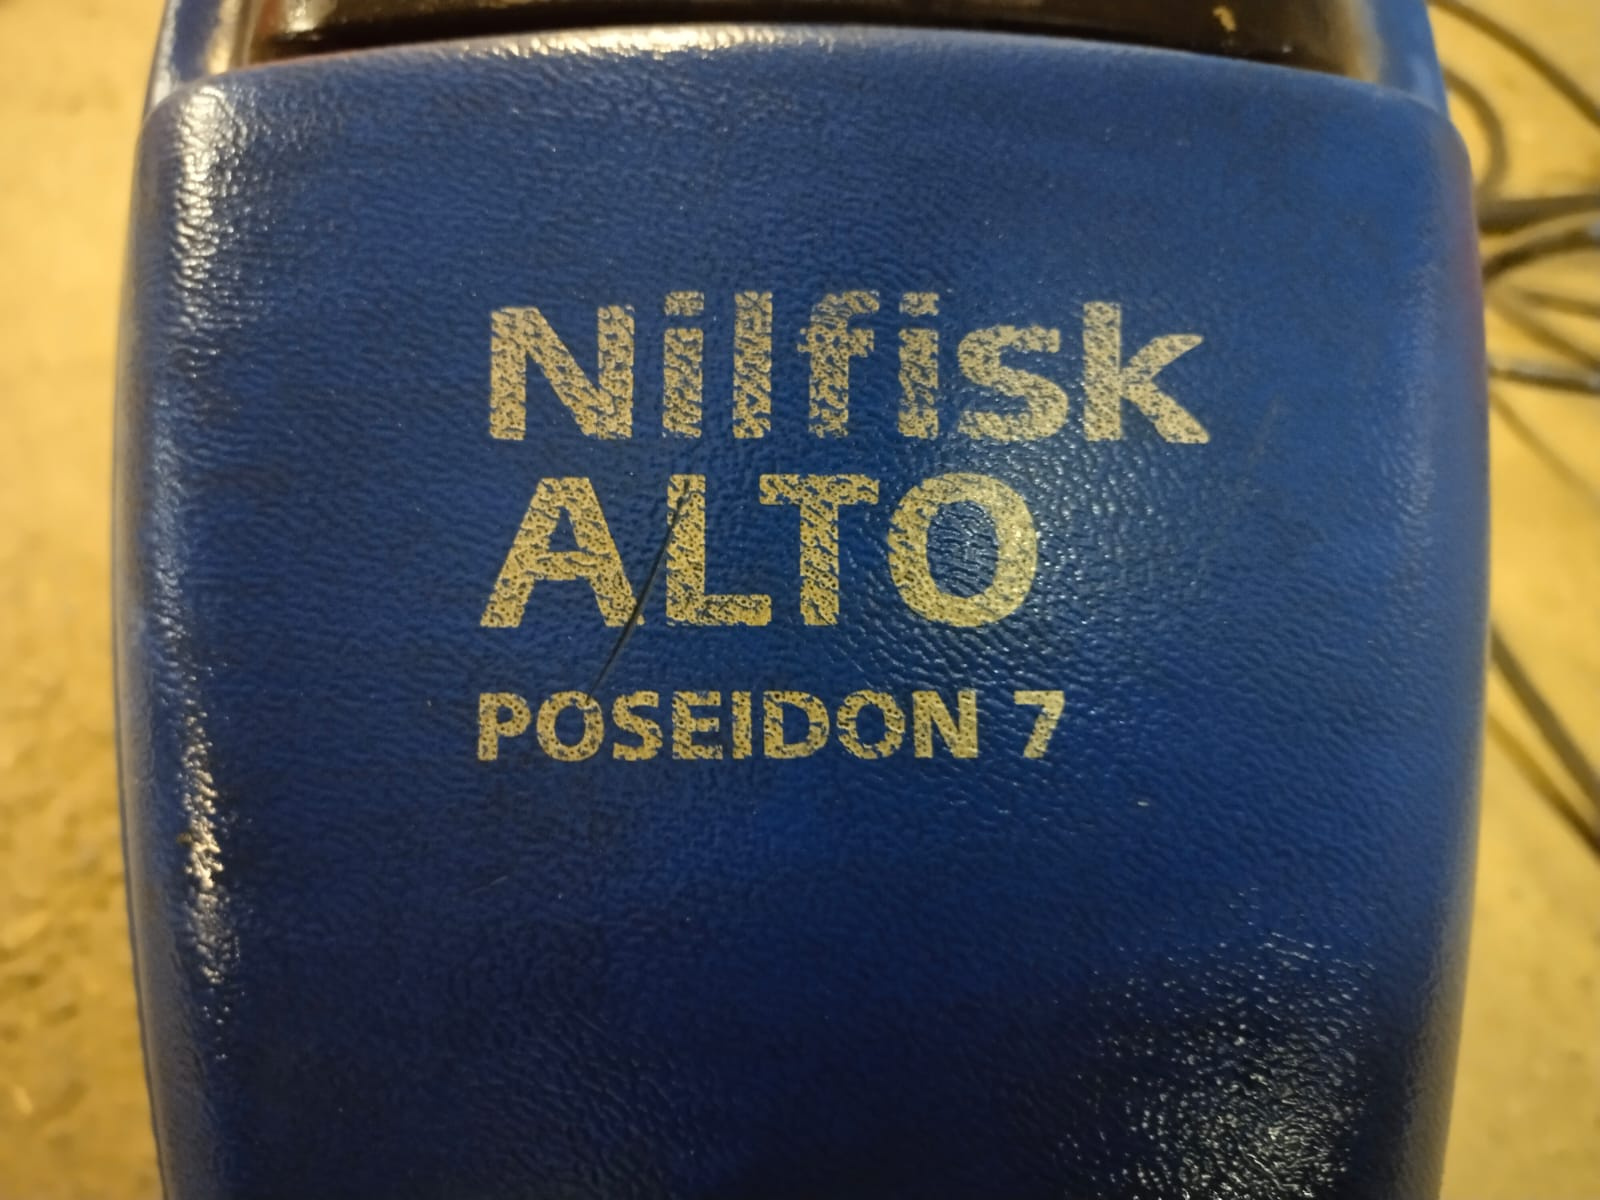 Nilfisk
ALTO
POSEIDON 7